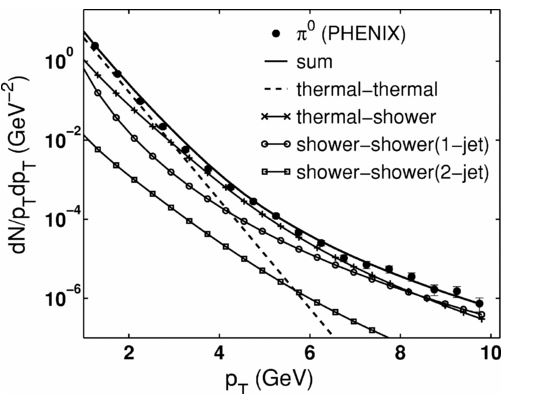 π⁰ (PHENIX)
sum
thermal−thermal
thermal−shower
shower−shower(1−jet)
shower−shower(2−jet)
10⁰
10⁻²
10⁻⁴
10⁻⁶
dN/p_Tdp_T (GeV⁻²)
2 4 6 8 10
p_T (GeV)